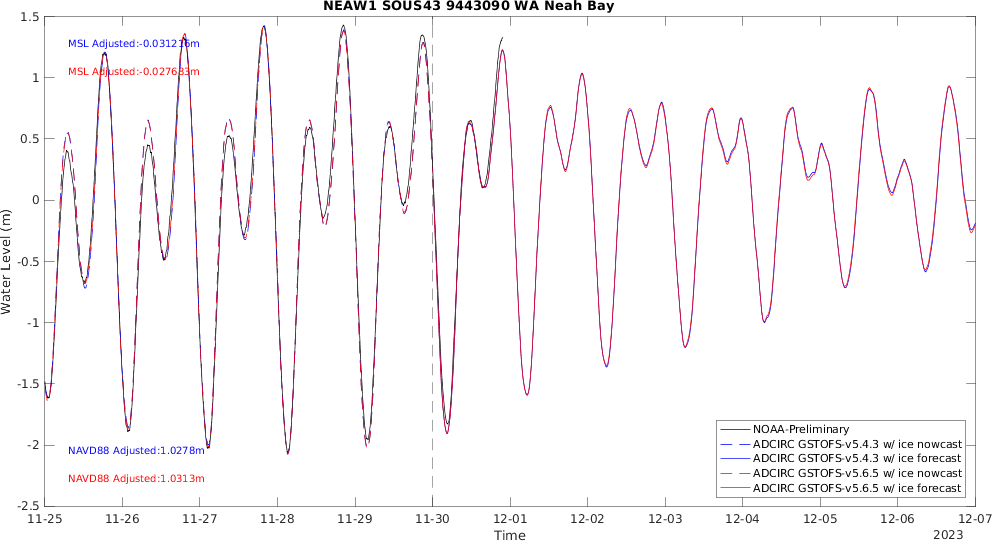 NEAW1 SOUS43 9443090 WA Neah Bay
1.5
1
0.5
0
-0.5
-1
-1.5
-2
-2.5
Water Level (m)
MSL Adjusted:-0.031216m
MSL Adjusted:-0.027633m
NAVD88 Adjusted:1.0278m
NAVD88 Adjusted:1.0313m
NOAA-Preliminary
ADCIRC GSTOFS-v5.4.3 w/ ice nowcast
ADCIRC GSTOFS-v5.4.3 w/ ice forecast
ADCIRC GSTOFS-v5.6.5 w/ ice nowcast
ADCIRC GSTOFS-v5.6.5 w/ ice forecast
11-25 11-26 11-27 11-28 11-29 11-30 12-01 12-02 12-03 12-04 12-05 12-06 12-07
Time
2023